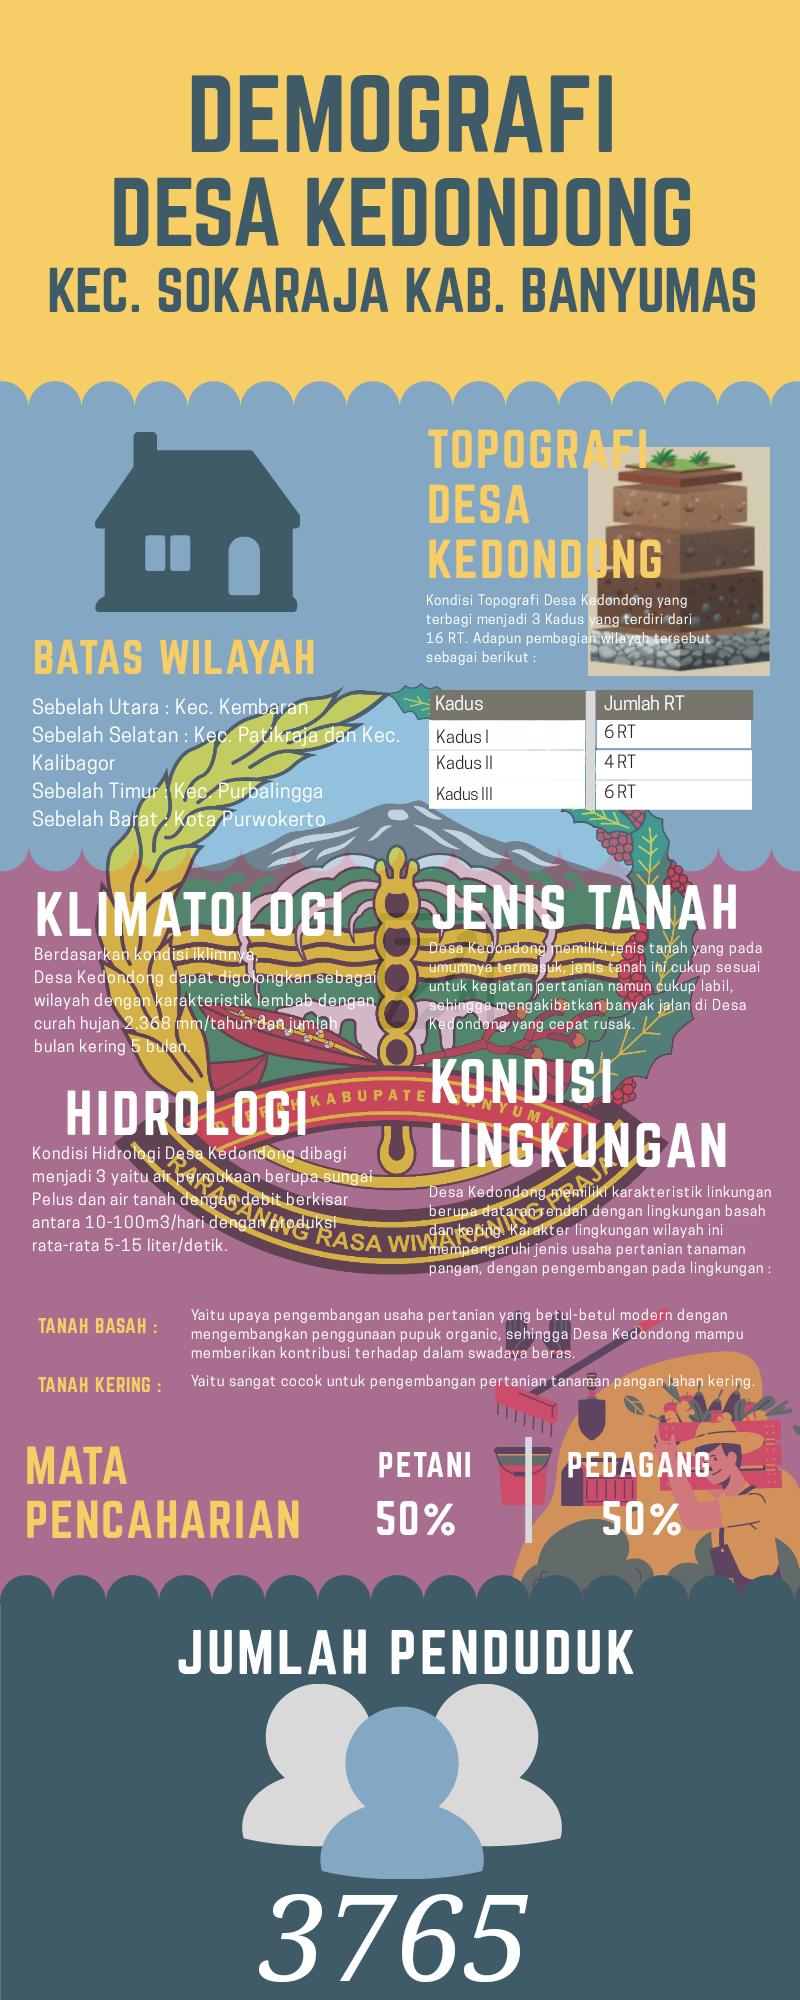 DEMOGRAFI
DESA KEDONDONG
KEC. SOKARAJA KAB. BANYUMAS
BATAS WILAYAH
Sebelah Utara : Kec. Kembaran
Sebelah Selatan : Kec. Patikraja dan Kec.
Kalibagor
Sebelah Timur : Kec. Purbalingga
Sebelah Barat : Kota Purwokerto
TOPOGRAFI
DESA
KEDONDONG
Kondisi Topografi Desa Kedondong yang
terbagi menjadi 3 Kadus yang terdiri dari
16 RT. Adapun pembagian wilayah tersebut
sebagai berikut :
Kadus Jumlah RT
Kadus I 6 RT
Kadus II 4 RT
Kadus III 6 RT
KLIMATOLOGI
Berdasarkan kondisi iklimnya,
Desa Kedondong dapat digolongkan sebagai
wilayah dengan karakteristik lembab dengan
curah hujan 2.368 mm/tahun dan jumlah
bulan kering 5 bulan.
JENIS TANAH
Desa Kedondong memiliki jenis tanah yang pada
umumnya termasuk, jenis tanah ini cukup sesuai
untuk kegiatan pertanian namun cukup labil,
sehingga mengakibatkan banyak jalan di Desa
Kedondong yang cepat rusak.
HIDROLOGI
Kondisi Hidrologi Desa Kedondong dibagi
menjadi 3 yaitu air permukaan berupa sungai
Pelus dan air tanah dengan debit berkisar
antara 10-100m3/hari dengan produksi
rata-rata 5-15 liter/detik.
KONDISI
LINGKUNGAN
Desa Kedondong memiliki karakteristik linkungan
berupa dataran rendah dengan lingkungan basah
dan kering. Karakter lingkungan wilayah ini
mempengaruhi jenis usaha pertanian tanaman
pangan, dengan pengembangan pada lingkungan :
DAERAH KABUPATEN BANYUMAS
RARASANING RASA WIWARANING PRAJA
TANAH BASAH :
Yaitu upaya pengembangan usaha pertanian yang betul-betul modern dengan
mengembangkan penggunaan pupuk organic, sehingga Desa Kedondong mampu
memberikan kontribusi terhadap dalam swadaya beras.
TANAH KERING :
Yaitu sangat cocok untuk pengembangan pertanian tanaman pangan lahan kering.
MATA
PENCAHARIAN
PETANI
50%
PEDAGANG
50%
JUMLAH PENDUDUK
3765